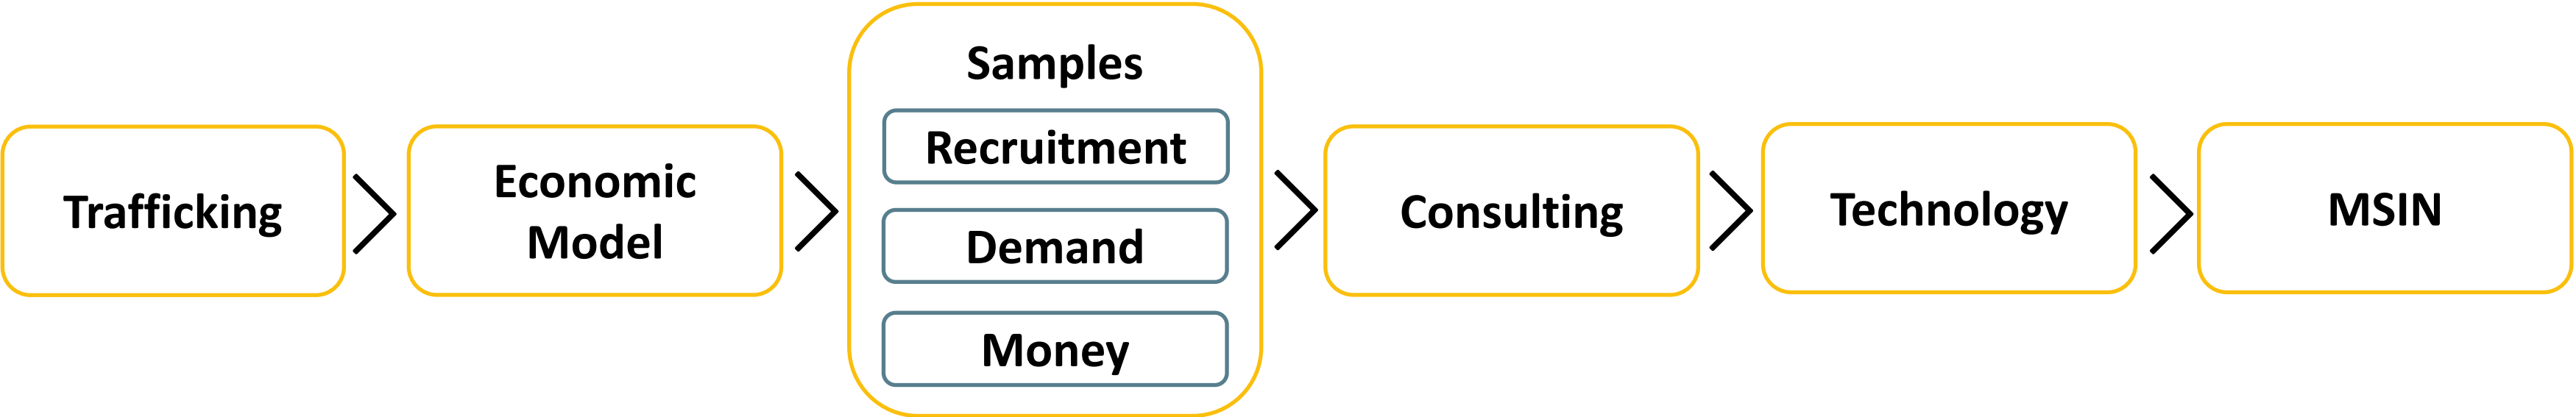 Trafficking
Economic
Model
Samples
Recruitment
Demand
Money
Consulting
Technology
MSIN